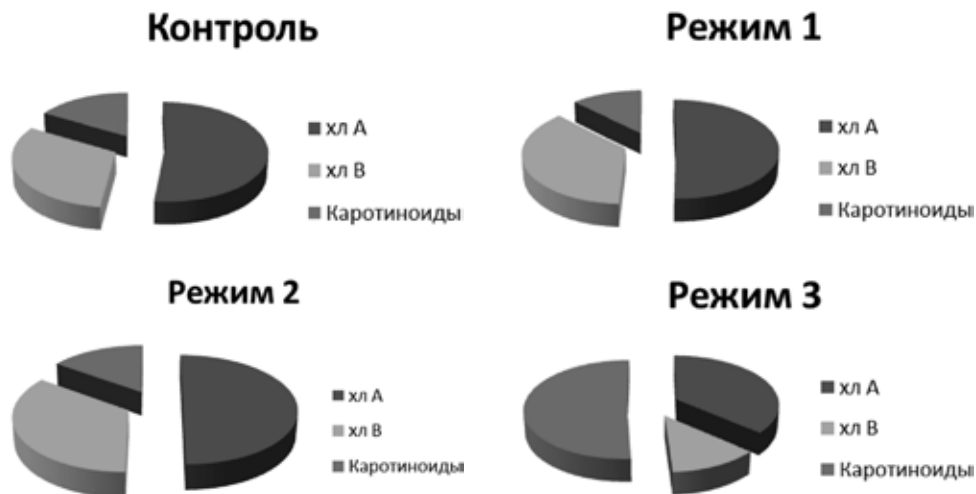 Контроль
хл А
хл В
Каротиноиды
Режим 1
хл А
хл В
Каротиноиды
Режим 2
хл А
хл В
Каротиноиды
Режим 3
хл А
хл В
Каротиноиды